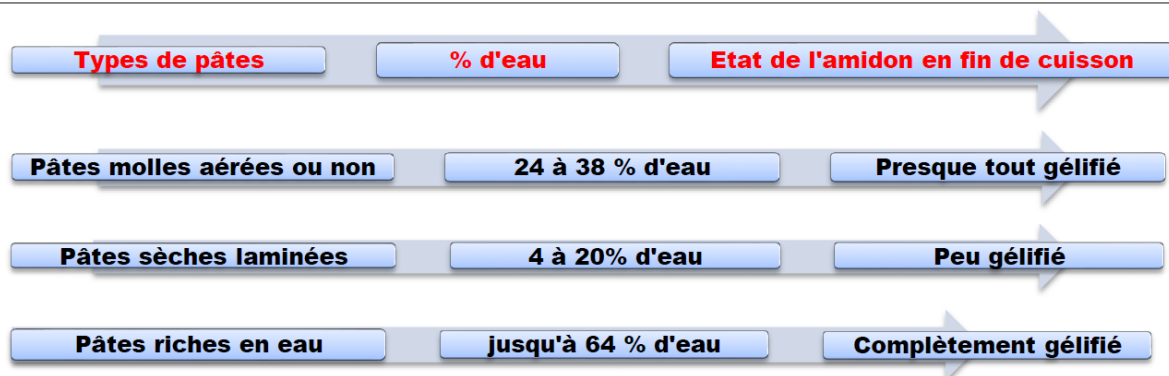 Types de pâtes % d'eau Etat de l'amidon en fin de cuisson
Pâtes molles aérées ou non 24 à 38 % d'eau Presque tout gélifié
Pâtes sèches laminées 4 à 20% d'eau Peu gélifié
Pâtes riches en eau jusqu'à 64 % d'eau Complètement gélifié